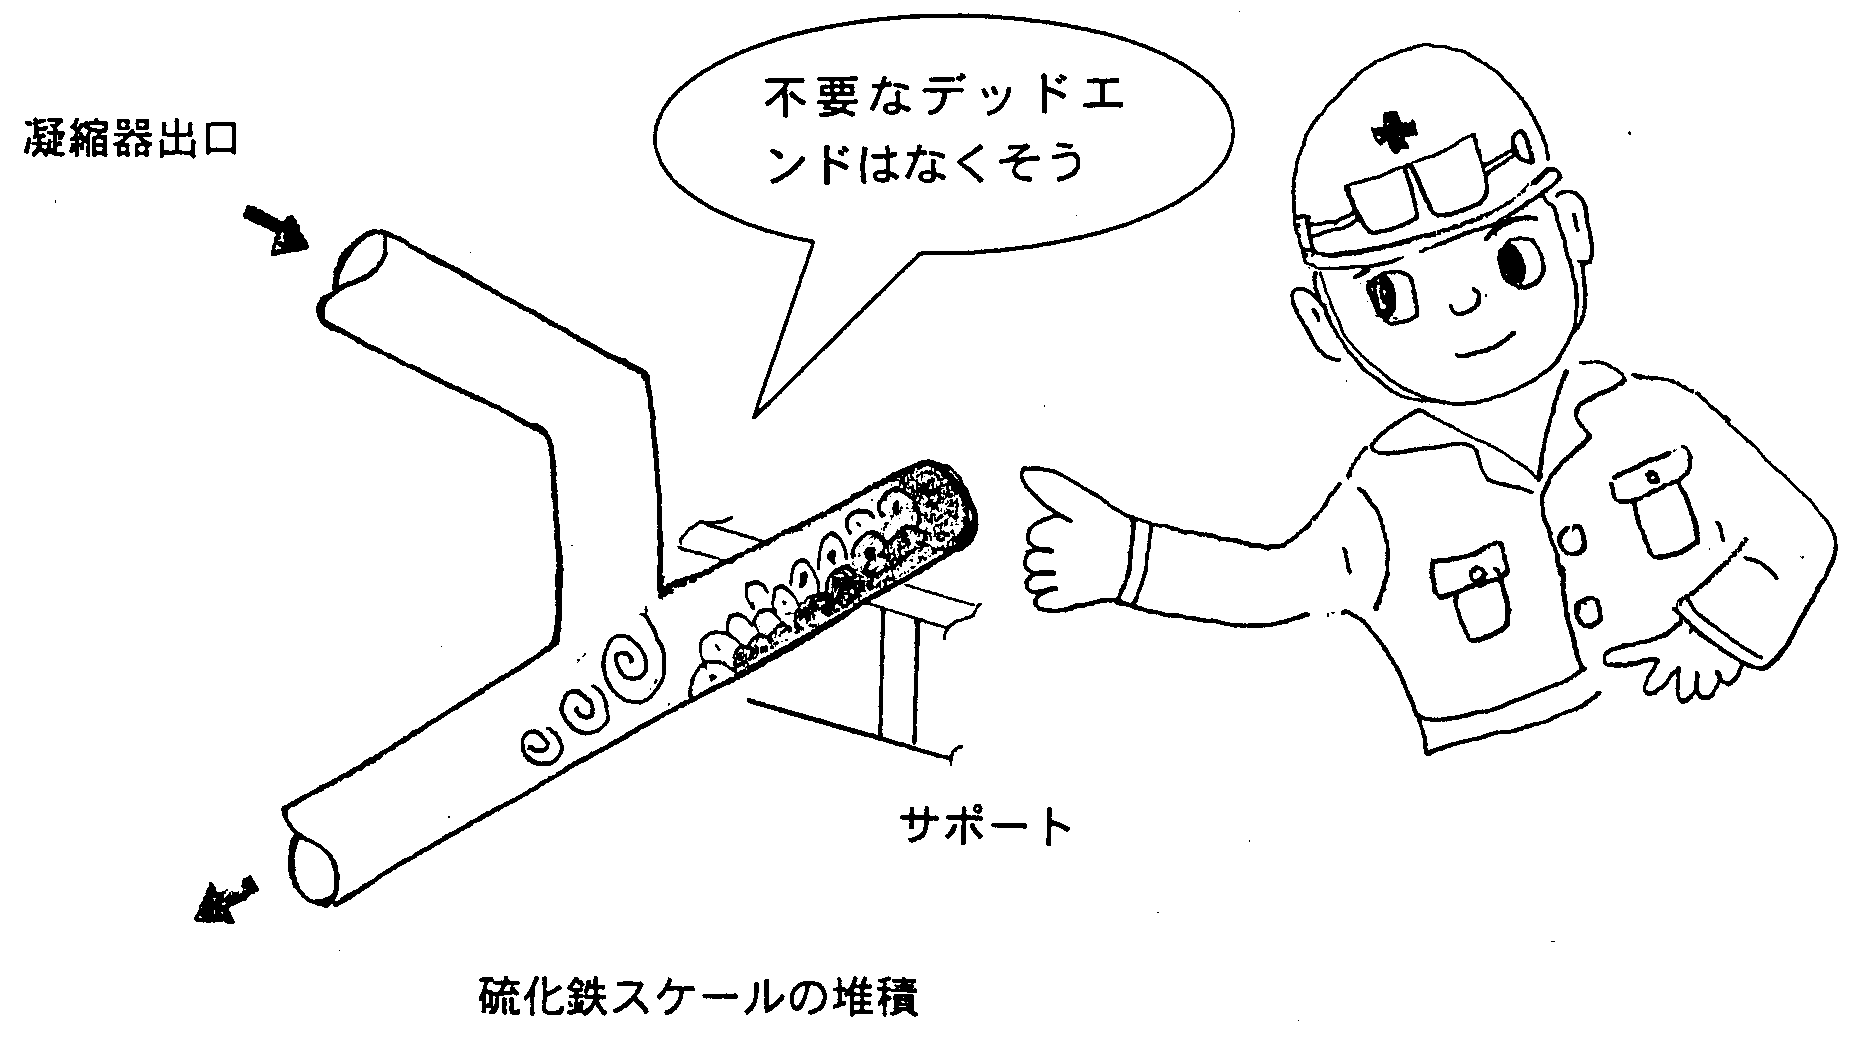 不要なデッドエ
ンドはなくそう
凝縮器出口
サポート
硫化鉄スケールの堆積